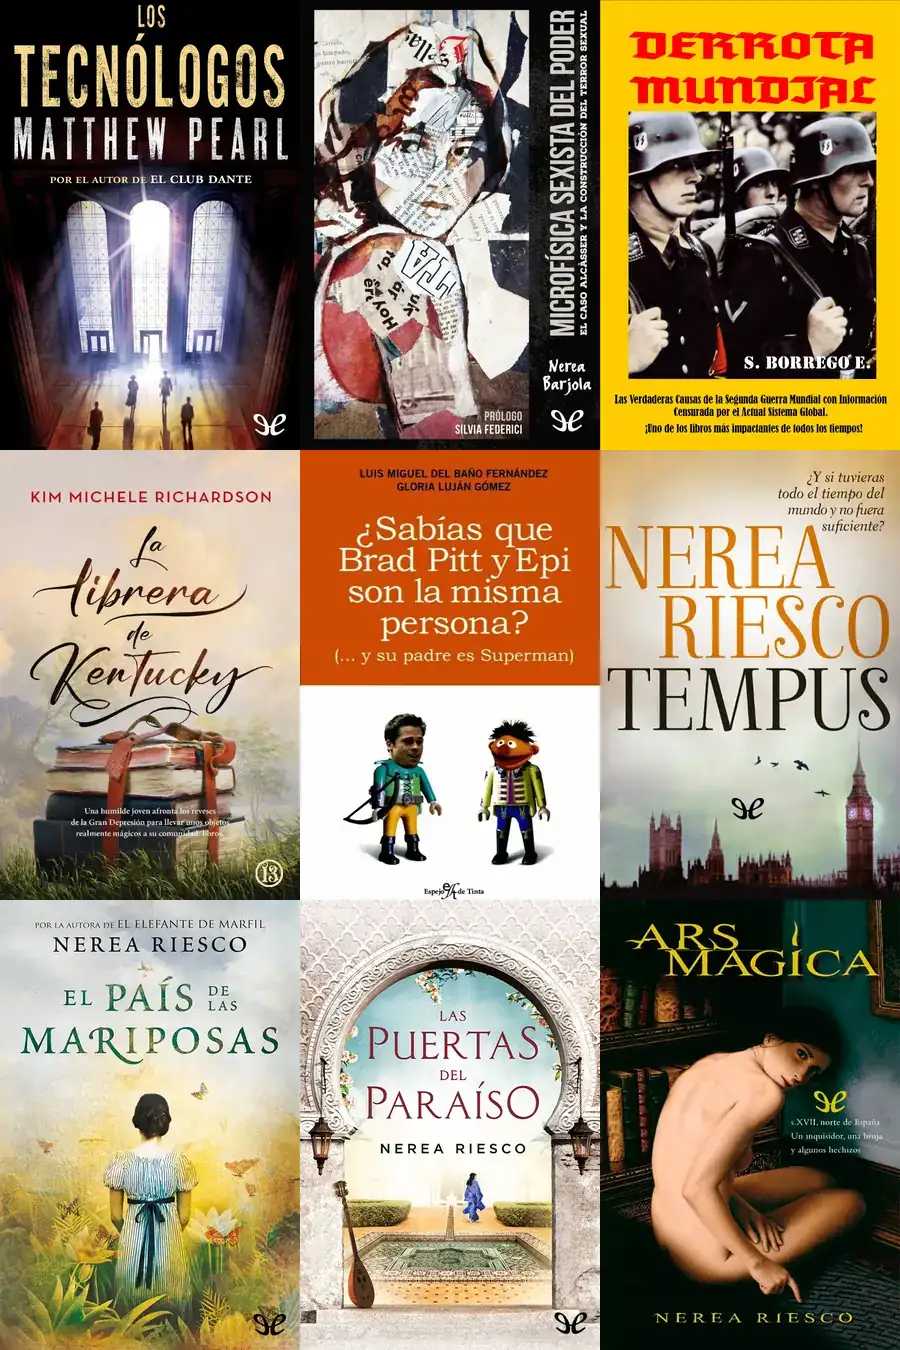 LOS
TECNÓLOGOS
MATTHEW PEARL
POR EL AUTOR DE EL CLUB DANTE
MICROFÍSICA SEXISTA DEL PODER
EL CASO ALCÀSSER Y LA CONSTRUCCIÓN DEL TERROR SEXUAL
Nerea
Barjola
PRÓLOGO
SILVIA FEDERICI
DERROTA
MUNDIAL
S. BORREGO E.
Las Verdaderas Causas de la Segunda Guerra Mundial con Información
Censurada por el Actual Sistema Global.
¡Uno de los libros más impactantes de todos los tiempos!
KIM MICHELE RICHARDSON
La
librera
de
Kentucky
Una humilde joven afronta los reveses
de la Gran Depresión para llevar unos objetos
realmente mágicos a su comunidad: libros.
13
LUIS MIGUEL DEL BAÑO FERNÁNDEZ
GLORIA LUJÁN GÓMEZ
¿Sabías que
Brad Pitt y Epi
son la misma
persona?
(... y su padre es Superman)
Espejo de Tinta
¿Y si tuvieras
todo el tiempo del
mundo y no fuera
suficiente?
NEREA
RIESCO
TEMPUS
POR LA AUTORA DE EL ELEFANTE DE MARFIL
NEREA RIESCO
EL PAÍS DE LAS
MARIPOSAS
LAS
PUERTAS
DEL
PARAÍSO
NEREA RIESCO
ARS
MAGICA
s.XVII, norte de España
Un inquisidor, una bruja
y algunos hechizos
NEREA RIESCO